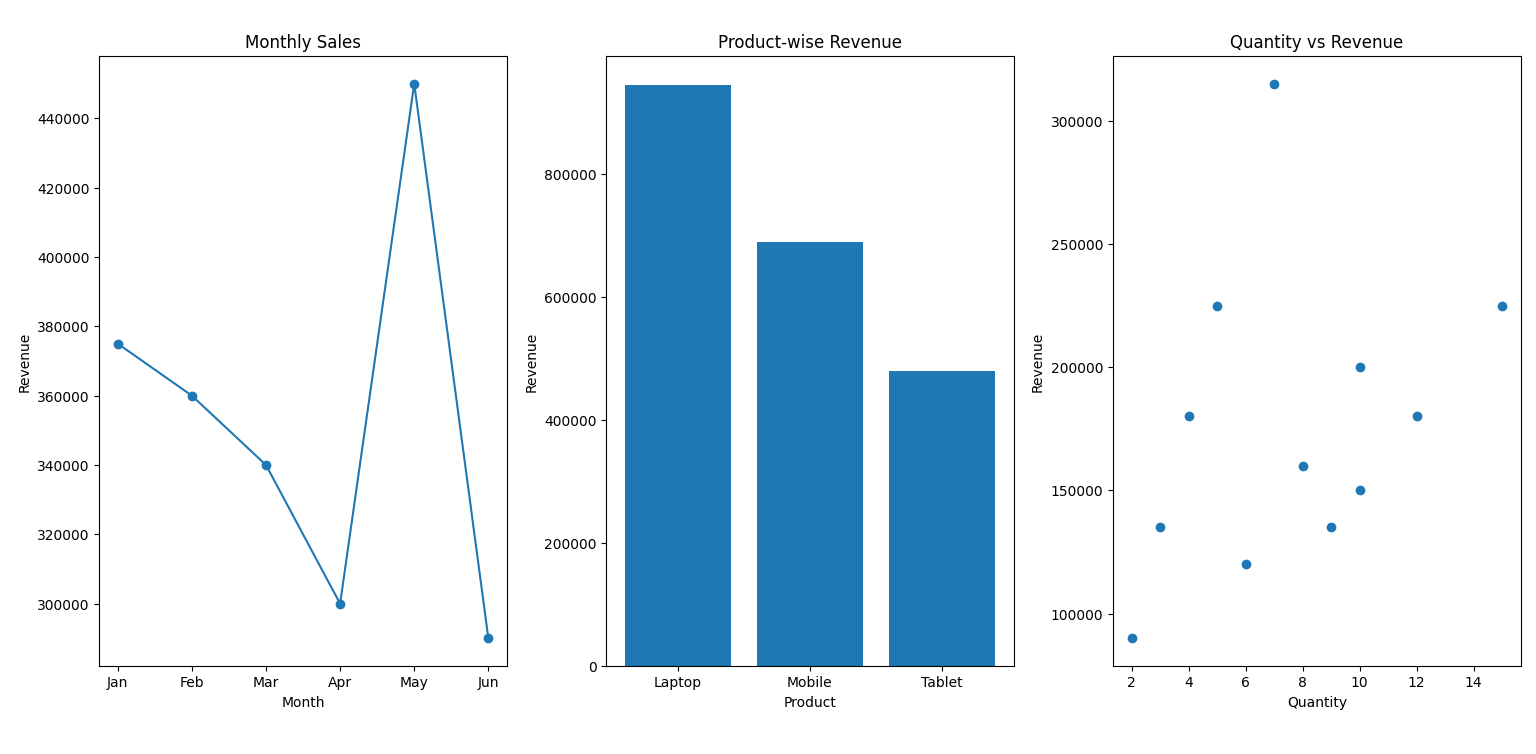 Monthly Sales
440000
420000
400000
380000
360000
340000
320000
300000
Revenue
Jan Feb Mar Apr May Jun
Month
Product-wise Revenue
800000
600000
400000
200000
0
Revenue
Laptop Mobile Tablet
Product
Quantity vs Revenue
300000
250000
200000
150000
100000
Revenue
2 4 6 8 10 12 14
Quantity